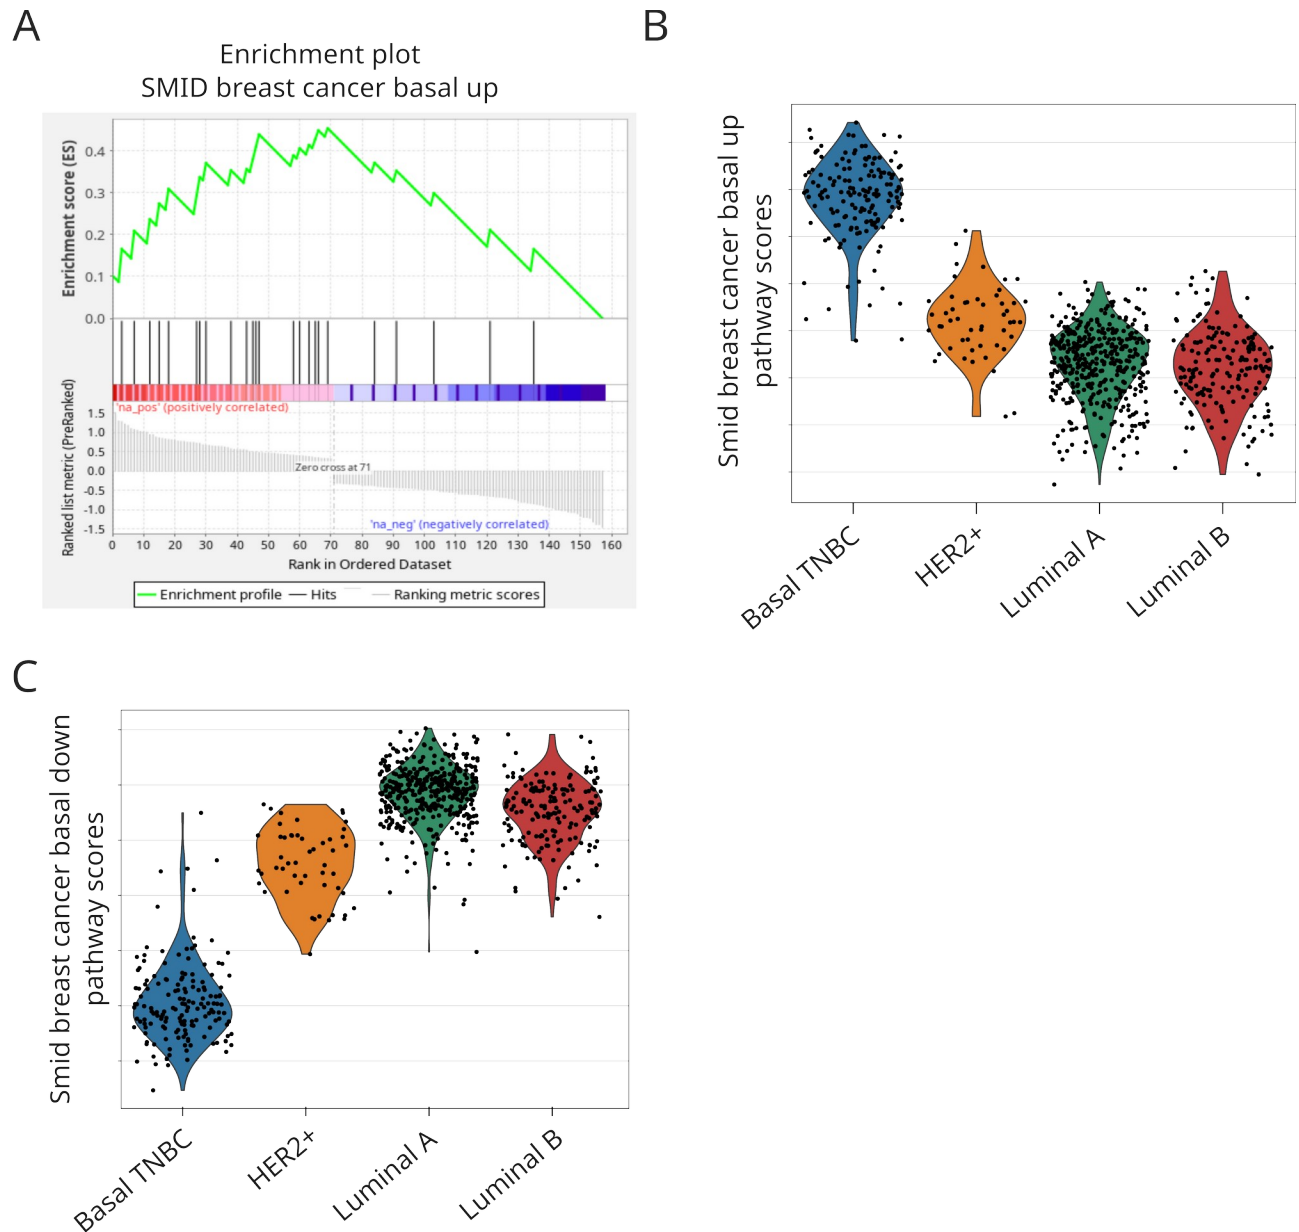 A
Enrichment plot
SMID breast cancer basal up
Enrichment score (ES)
0.4
0.3
0.2
0.1
0.0
'na_pos' (positively correlated)
Ranked list metric (PreRanked)
1.5
1.0
0.5
0.0
-0.5
-1.0
-1.5
Zero cross at 71
'na_neg' (negatively correlated)
0 10 20 30 40 50 60 70 80 90 100 110 120 130 140 150 160
Rank in Ordered Dataset
Enrichment profile Hits Ranking metric scores
B
Smid breast cancer basal up
pathway scores
Basal TNBC
HER2+
Luminal A
Luminal B
C
Smid breast cancer basal down
pathway scores
Basal TNBC
HER2+
Luminal A
Luminal B